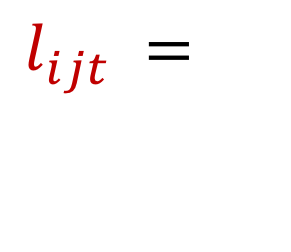 l_{ijt} =